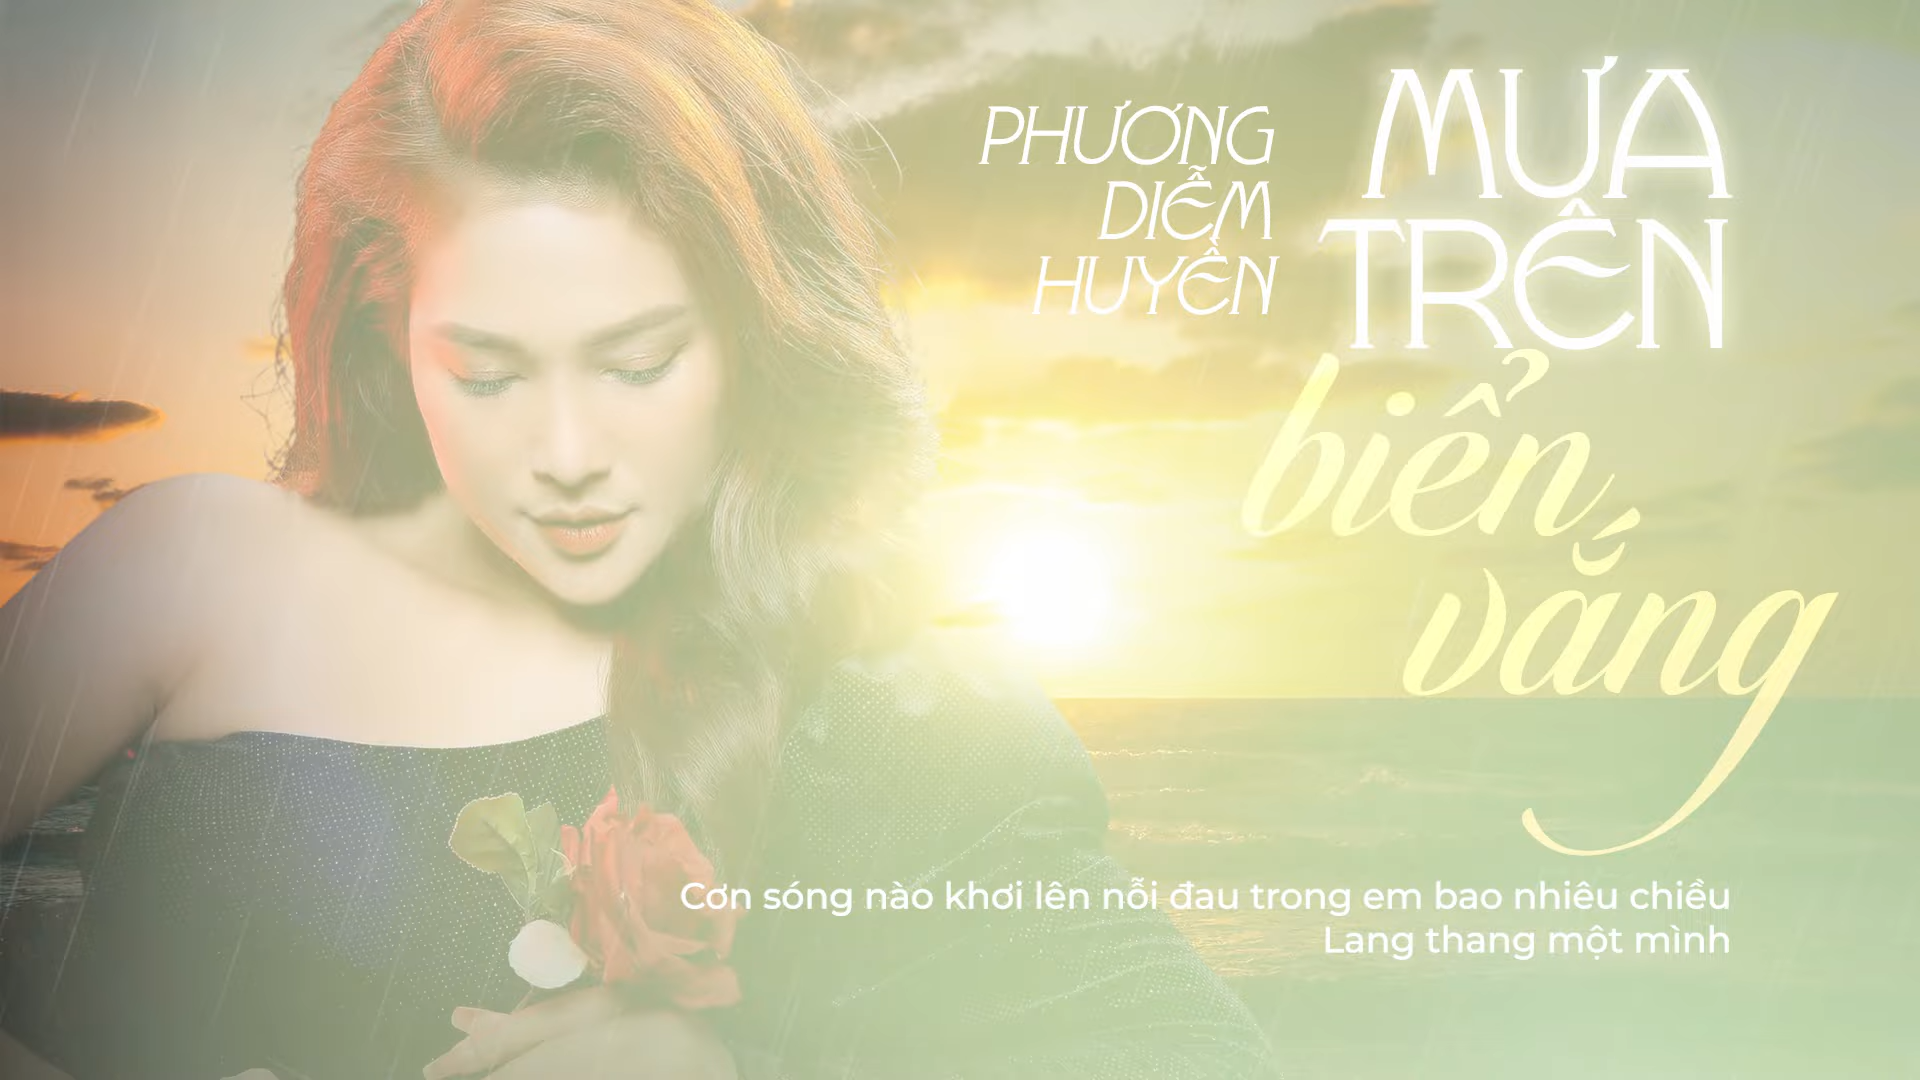 PHƯƠNG
DIỄM
HUYỀN
MƯA
TRÊN
biển
vắng
Cơn sóng nào khơi lên nỗi đau trong em bao nhiêu chiều
Lang thang một mình